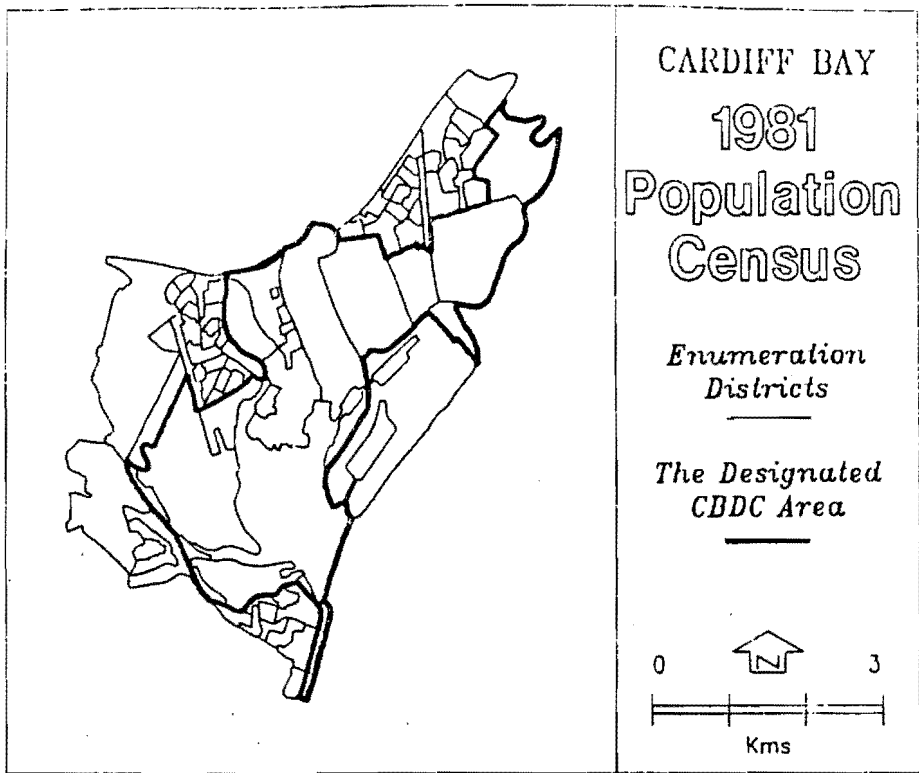 CARDIFF BAY
1981
Population
Census
Enumeration
Districts
The Designated
CBDC Area
N
0 3
Kms